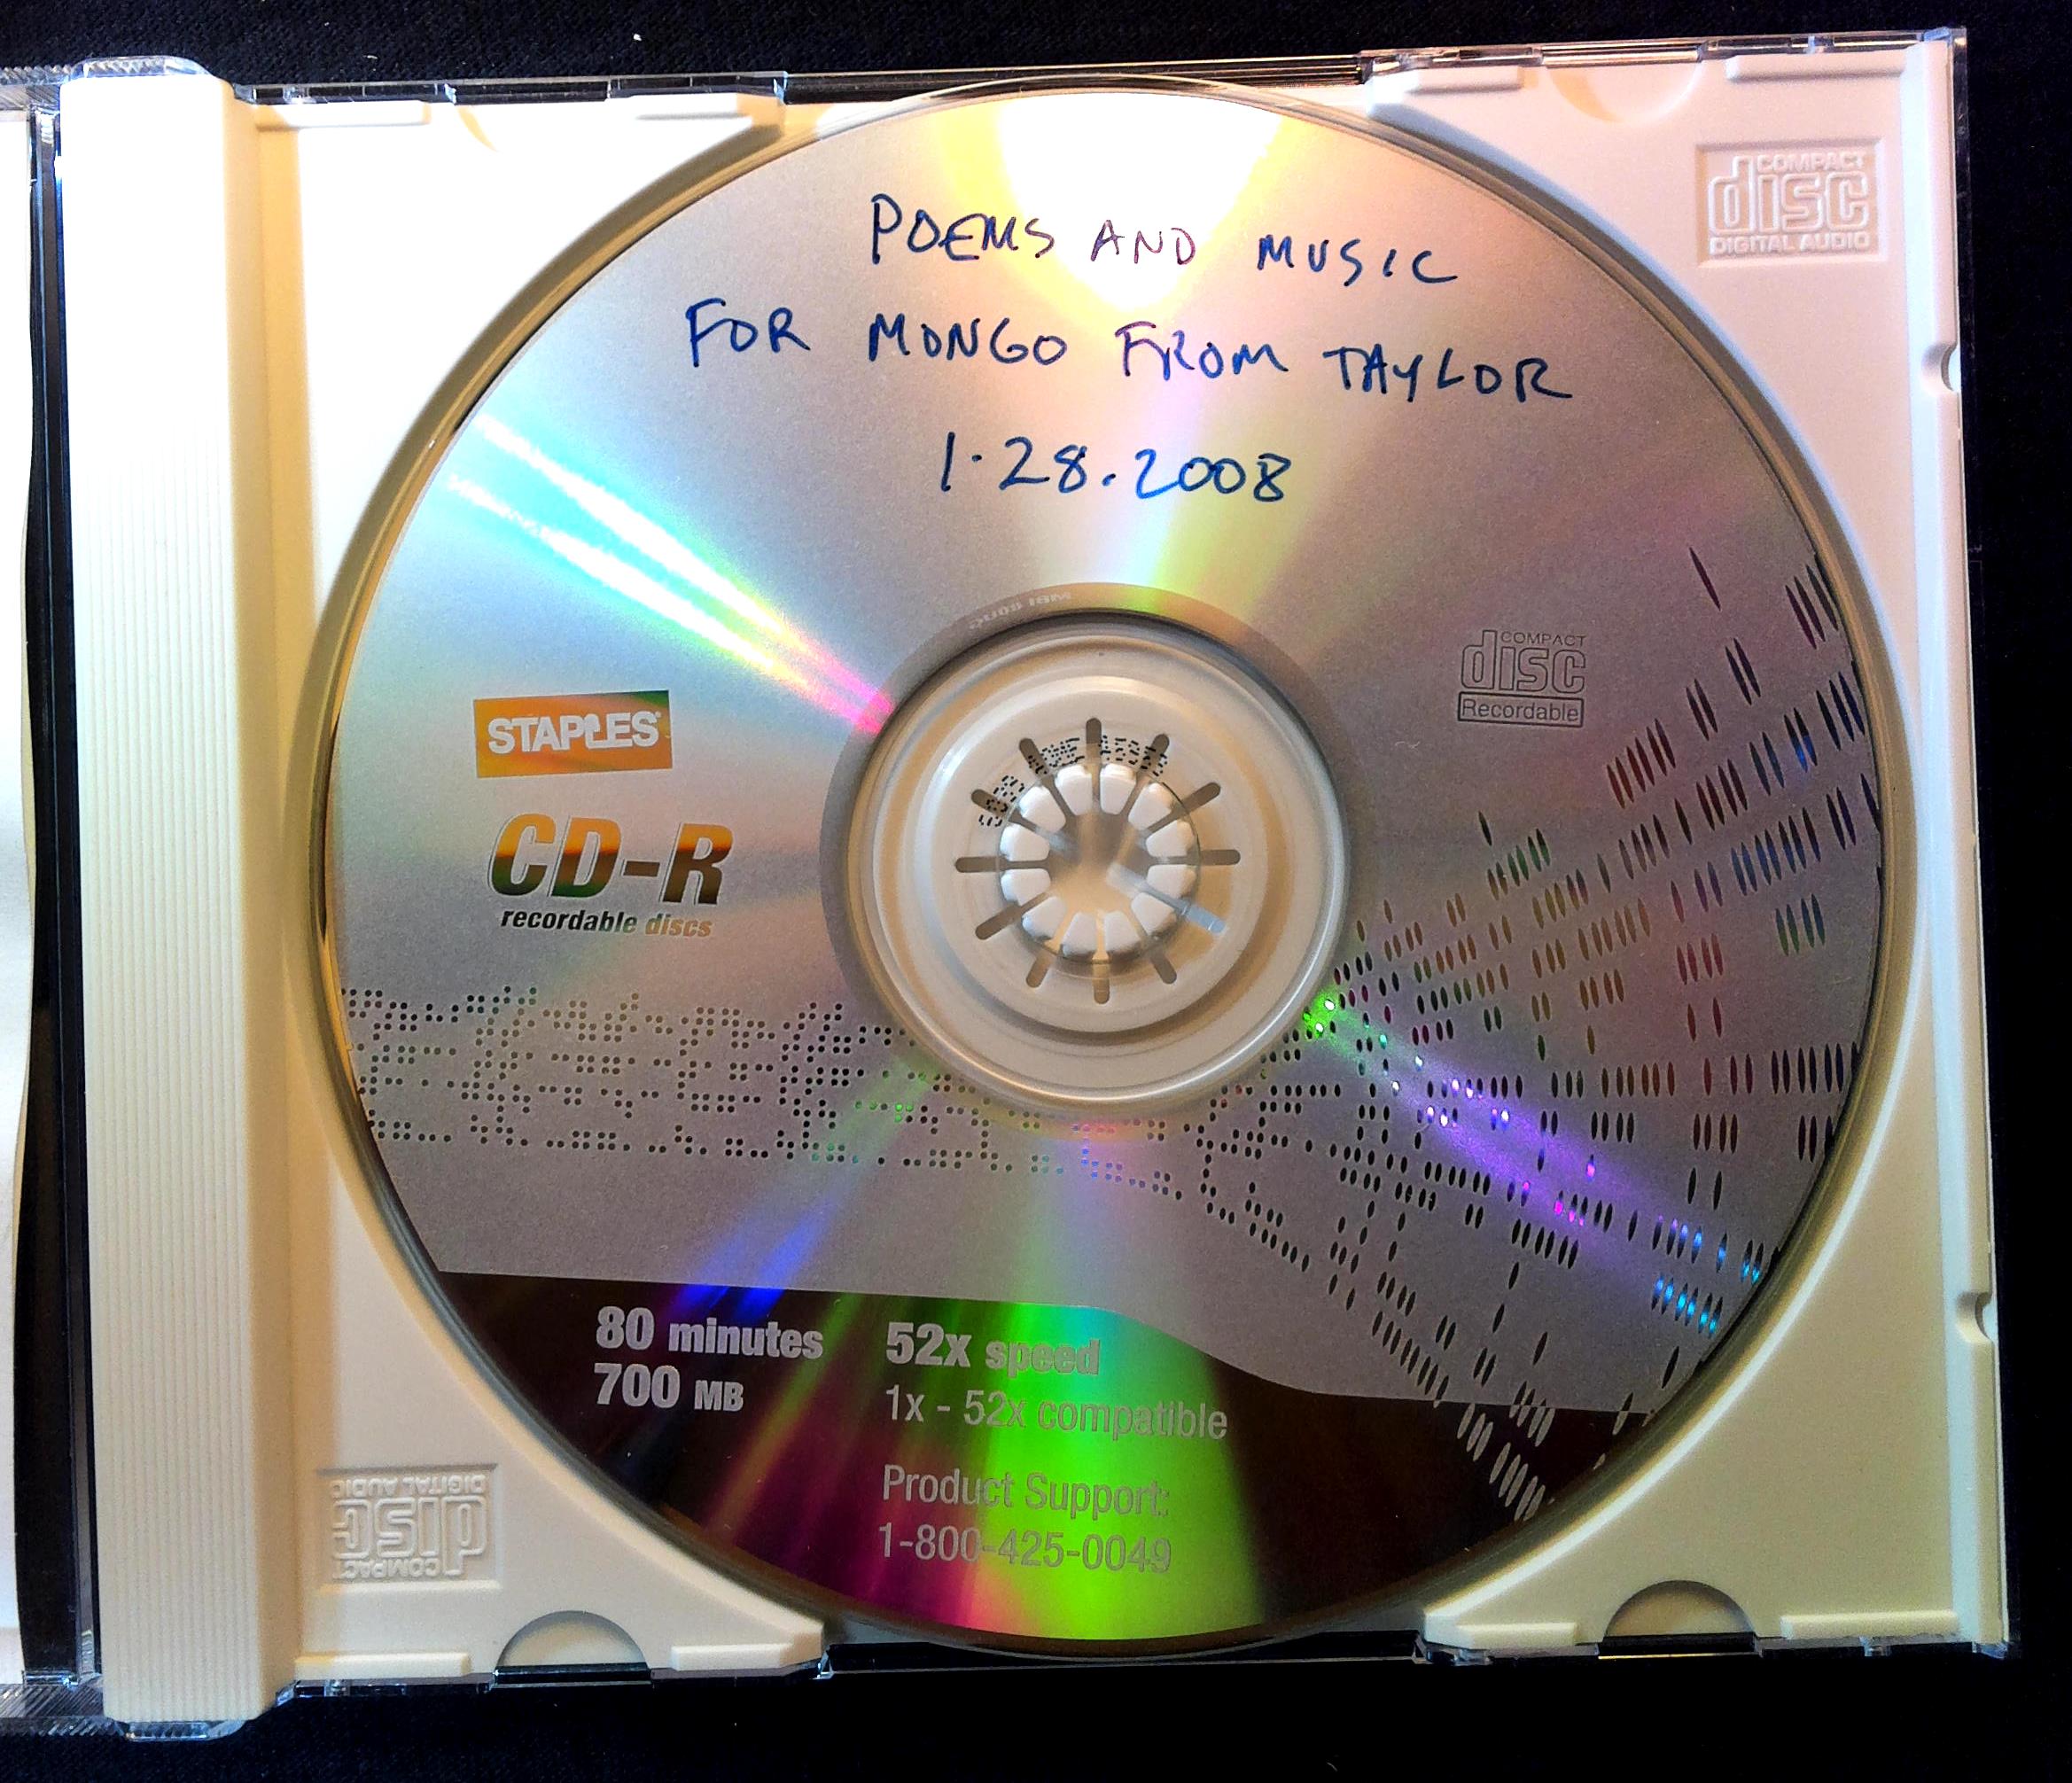 POEMS AND MUSIC
FOR MONGO FROM TAYLOR
1·28·2008
COMPACT
disc
DIGITAL AUDIO
COMPACT
disc
Recordable
STAPLES
CD-R
recordable discs
80 minutes
700 MB
52x speed
1x - 52x compatible
Product Support:
1-800-425-0049
COMPACT
disc
DIGITAL AUDIO